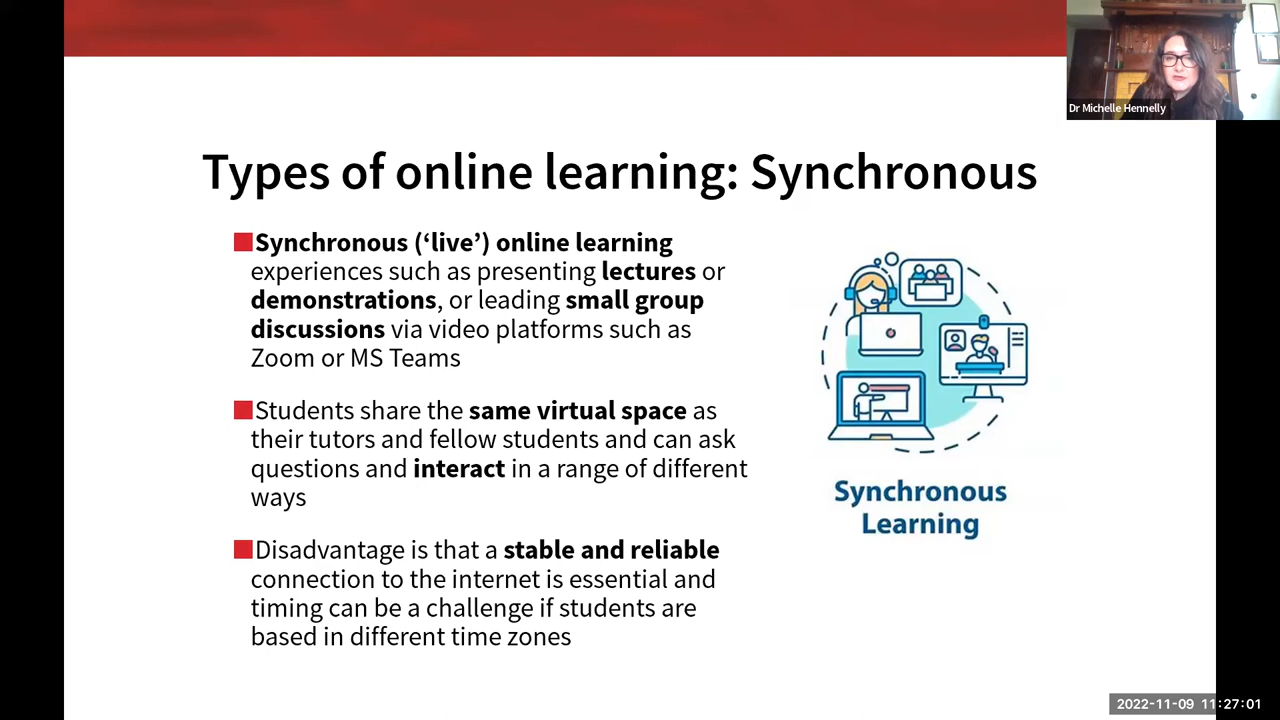 Dr Michelle Hennelly
Types of online learning: Synchronous
Synchronous (‘live’) online learning
experiences such as presenting lectures or
demonstrations, or leading small group
discussions via video platforms such as
Zoom or MS Teams
Students share the same virtual space as
their tutors and fellow students and can ask
questions and interact in a range of different
ways
Disadvantage is that a stable and reliable
connection to the internet is essential and
timing can be a challenge if students are
based in different time zones
Synchronous
Learning
2022-11-09 11:27:01